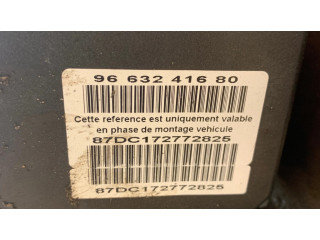 96 632 416 80
Cette reference est uniquement valable
en phase de montage vehicule
87DC172772825
87DC172772825